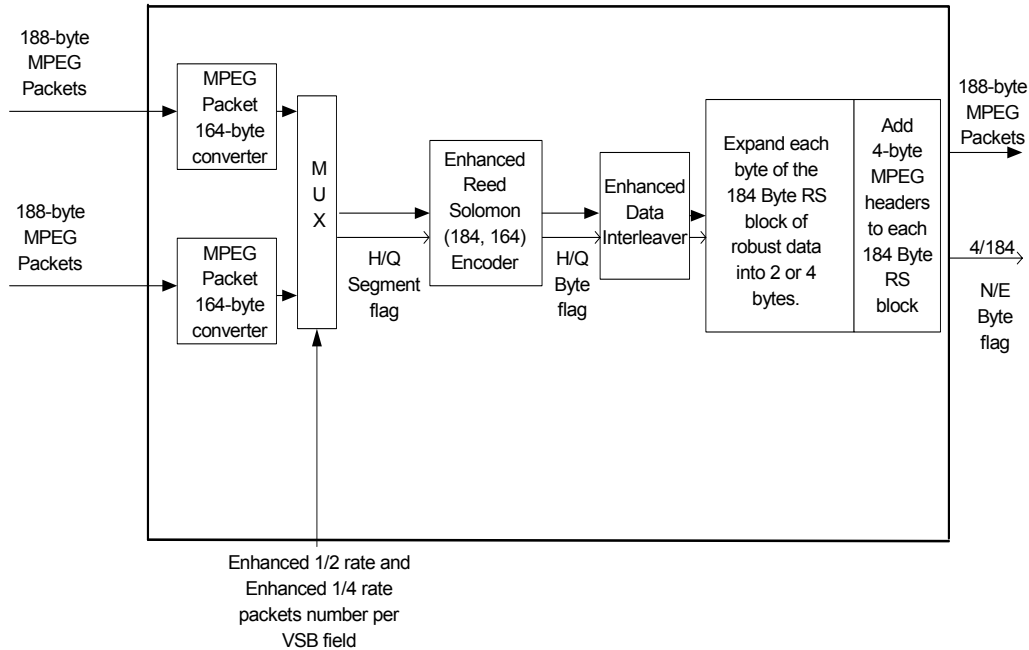 188-byte
MPEG
Packets
MPEG
Packet
164-byte
converter
188-byte
MPEG
Packets
MPEG
Packet
164-byte
converter
M
U
X
H/Q
Segment
flag
Enhanced
Reed
Solomon
(184, 164)
Encoder
H/Q
Byte
flag
Enhanced
Data
Interleaver
Expand each
byte of the
184 Byte RS
block of
robust data
into 2 or 4
bytes.
Add
4-byte
MPEG
headers
to each
184 Byte
RS
block
188-byte
MPEG
Packets
4/184
N/E
Byte
flag
Enhanced 1/2 rate and
Enhanced 1/4 rate
packets number per
VSB field